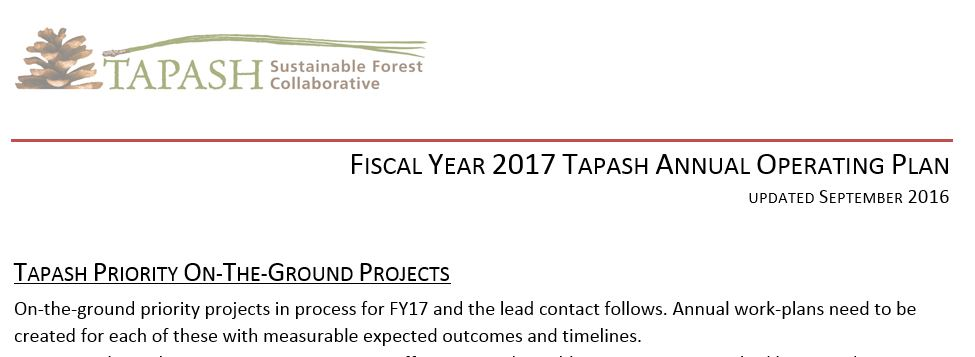 TAPASH Sustainable Forest
Collaborative
FISCAL YEAR 2017 TAPASH ANNUAL OPERATING PLAN
UPDATED SEPTEMBER 2016
TAPASH PRIORITY ON-THE-GROUND PROJECTS
On-the-ground priority projects in process for FY17 and the lead contact follows. Annual work-plans need to be
created for each of these with measurable expected outcomes and timelines.